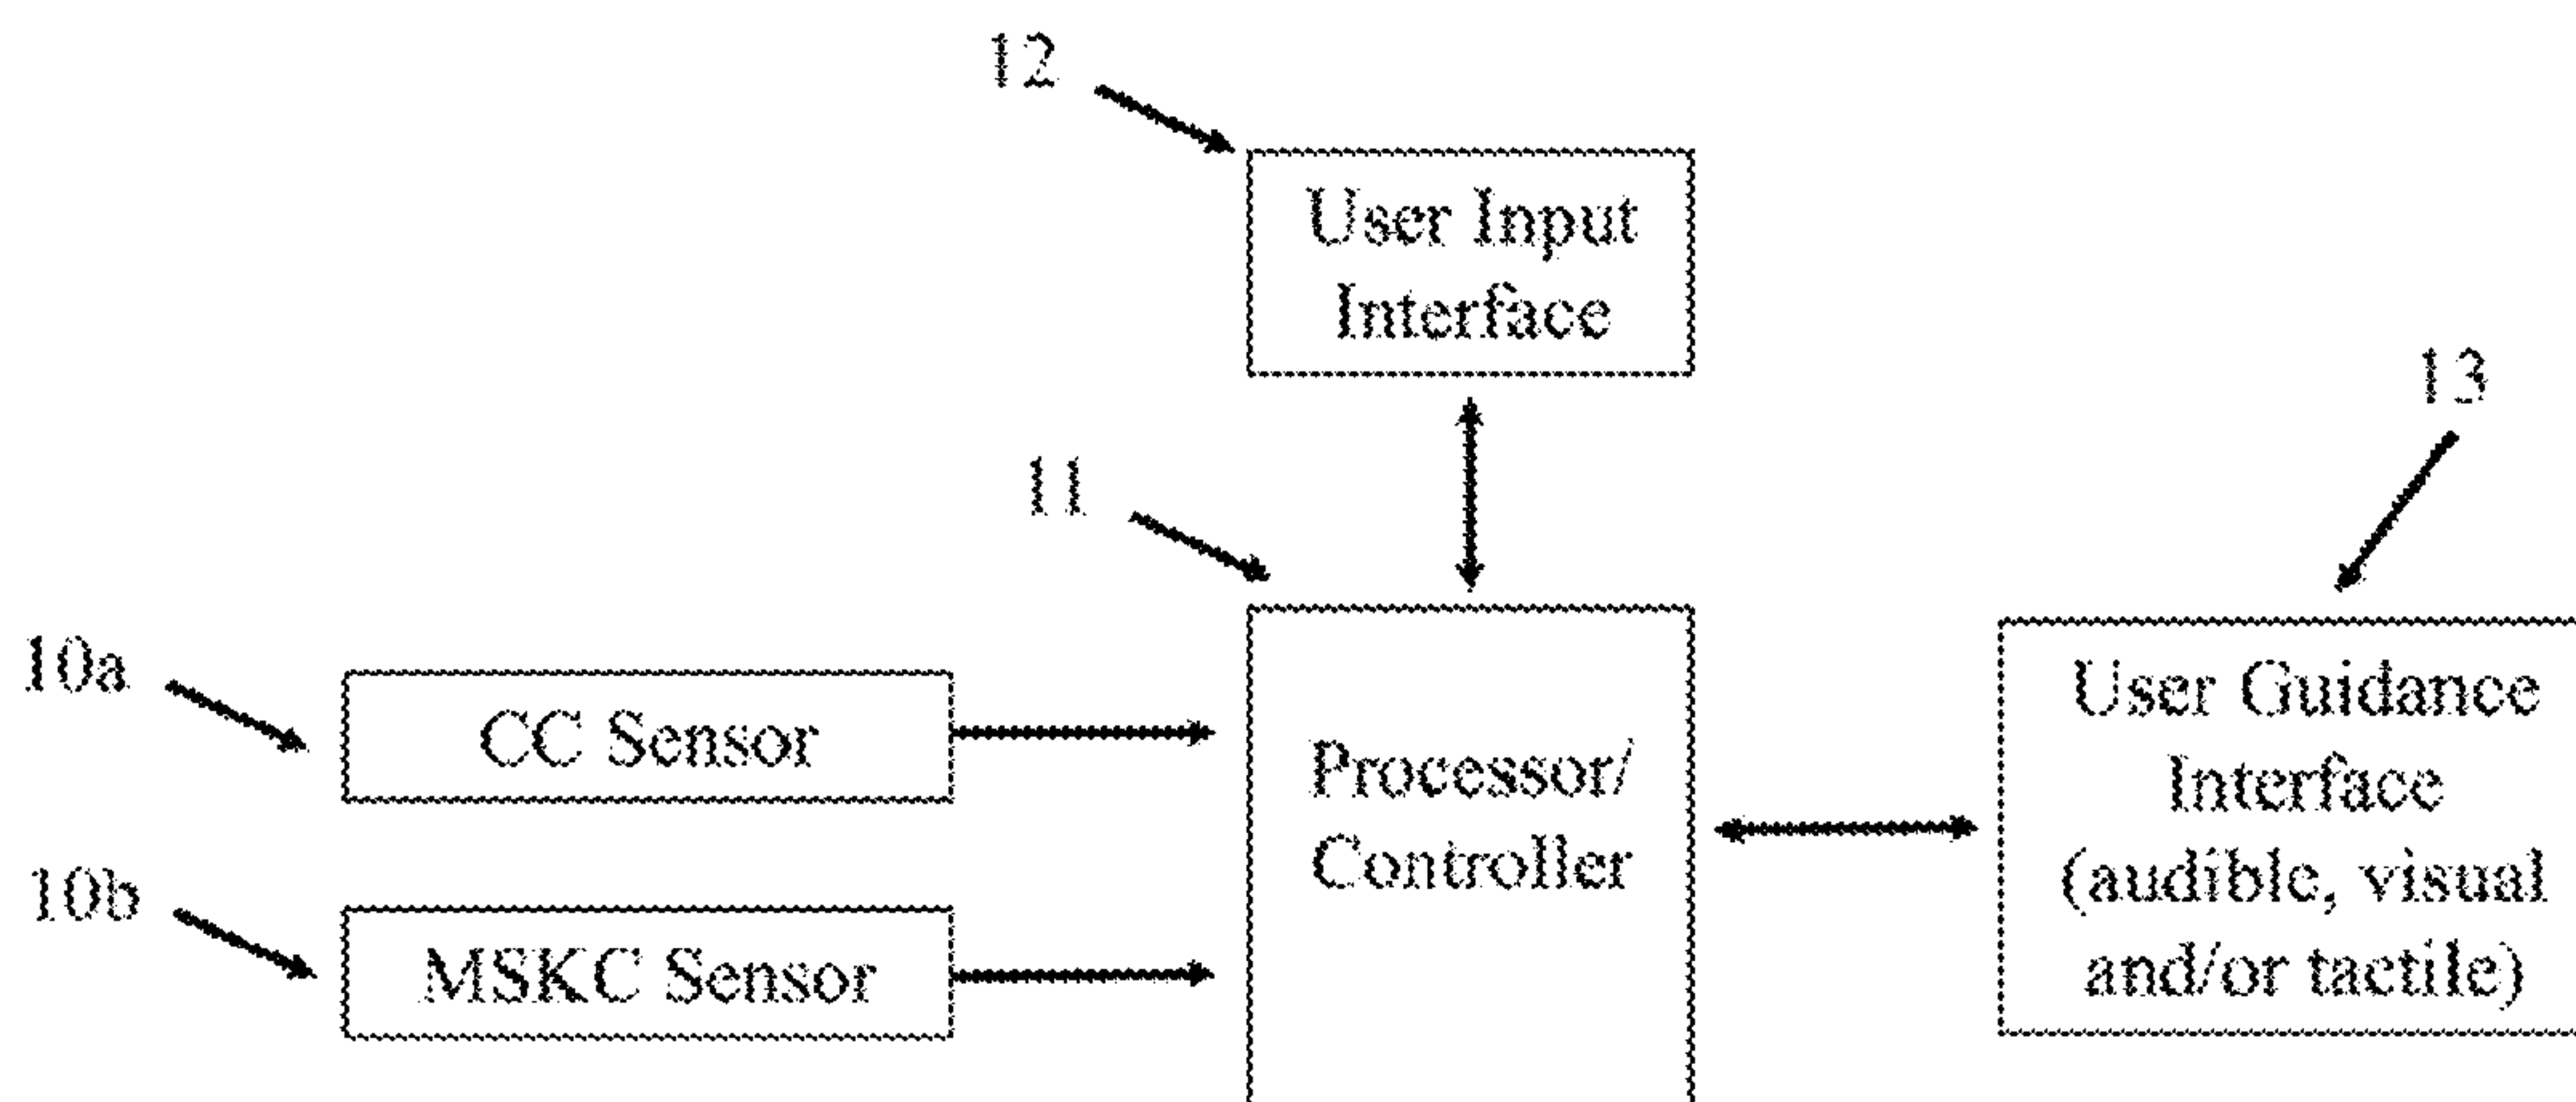 12
User Input
Interface
13
11
10a
CC Sensor
Processor/
Controller
User Guidance
Interface
(audible, visual
and/or tactile)
10b
MSKC Sensor